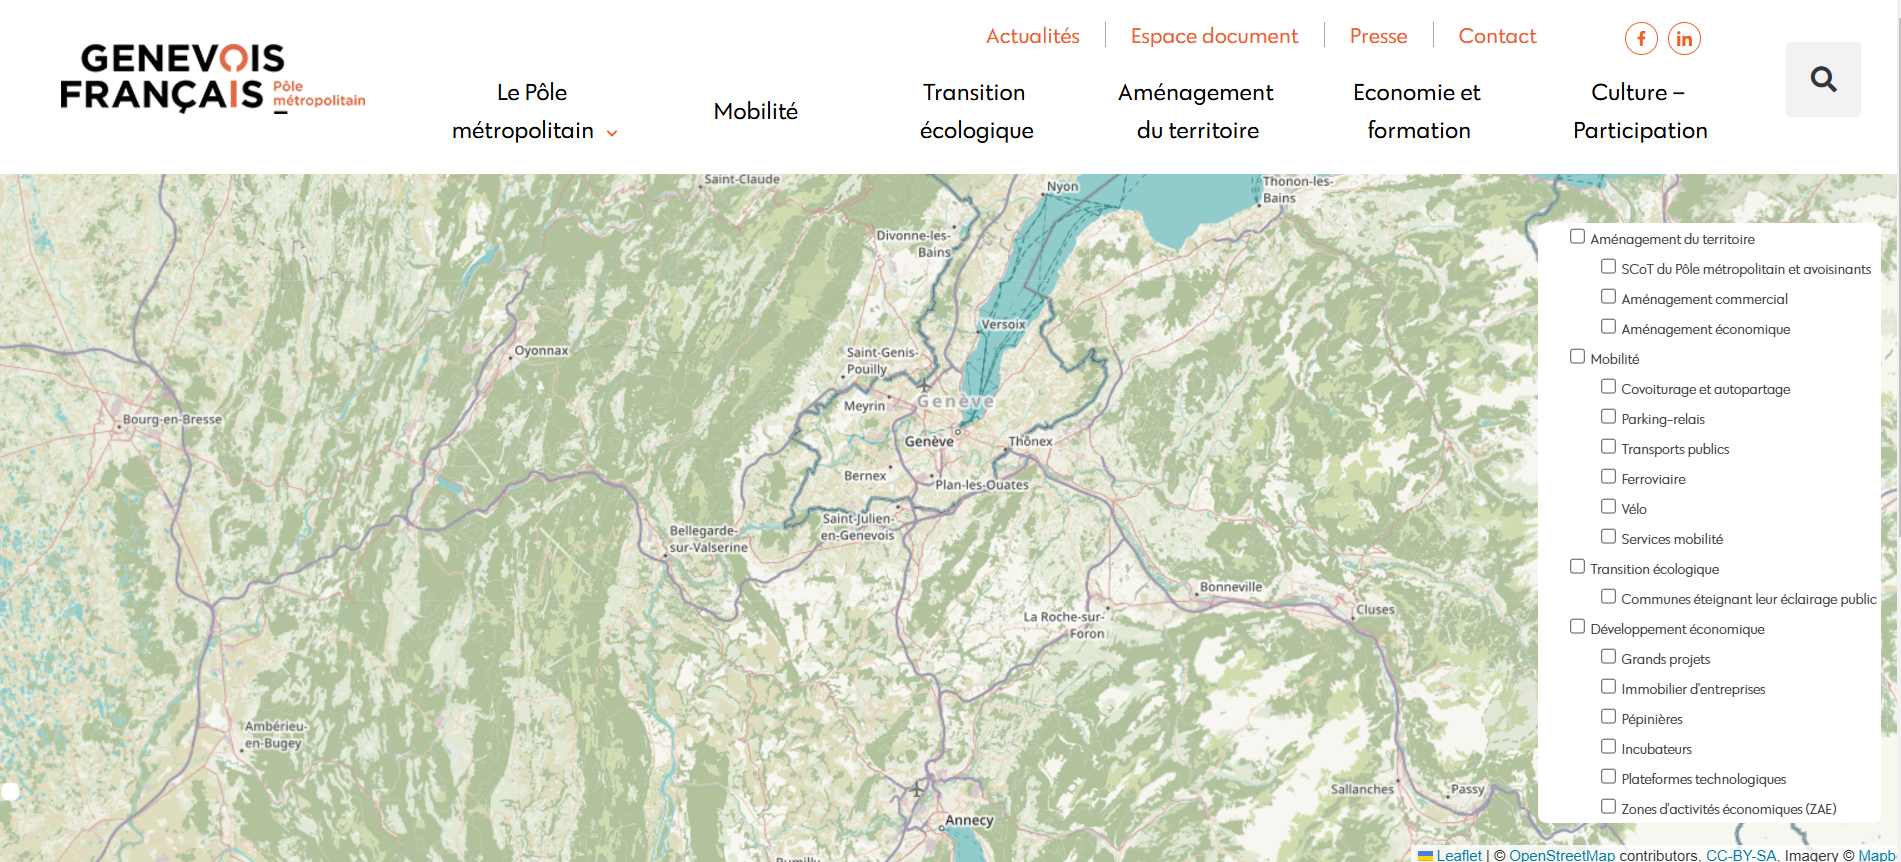 GENEVOIS
FRANÇAIS
Pôle
métropolitain
Actualités
Espace document
Presse
Contact
Le Pôle
métropolitain
Mobilité
Transition
écologique
Aménagement
du territoire
Economie et
formation
Culture –
Participation
Saint-Claude
Nyon
Thonon-les-
Bains
Divonne-les-
Bains
Versoix
Oyonnax
Saint-Genis-
Pouilly
Meyrin
Genève
Bourg-en-Bresse
Genève
Thônex
Bernex
Plan-les-Ouates
Saint-Julien-
en-Genevois
Bellegarde-
sur-Valserine
Bonneville
Cluses
La Roche-sur-
Foron
Ambérieu-
en-Bugey
Sallanches
Passy
Annecy
Rumilly
Aménagement du territoire
SCoT du Pôle métropolitain et avoisinants
Aménagement commercial
Aménagement économique
Mobilité
Covoiturage et autopartage
Parking-relais
Transports publics
Ferroviaire
Vélo
Services mobilité
Transition écologique
Communes éteignant leur éclairage public
Développement économique
Grands projets
Immobilier d'entreprises
Pépinières
Incubateurs
Plateformes technologiques
Zones d'activités économiques (ZAE)
Leaflet | © OpenStreetMap contributors, CC-BY-SA, Imagery © Mapb